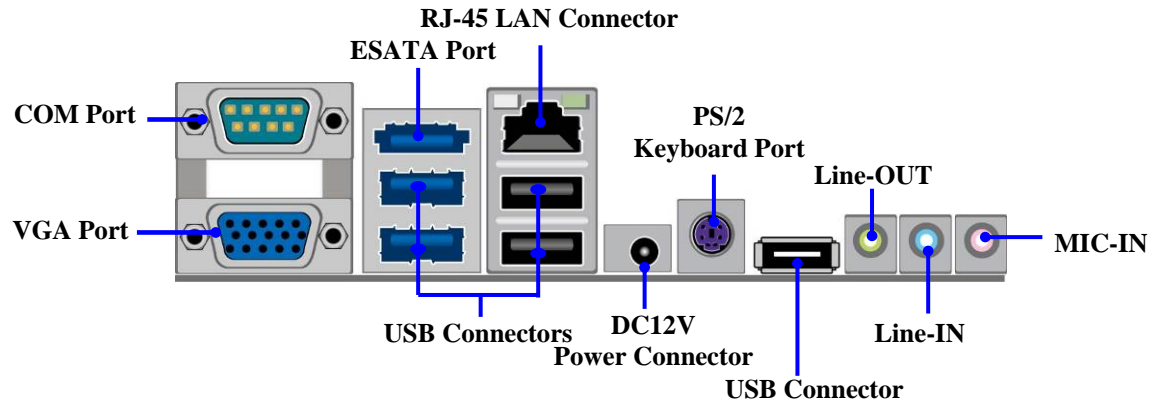 RJ-45 LAN Connector
ESATA Port
COM Port
PS/2
Keyboard Port
Line-OUT
VGA Port
MIC-IN
USB Connectors
DC12V
Power Connector
Line-IN
USB Connector